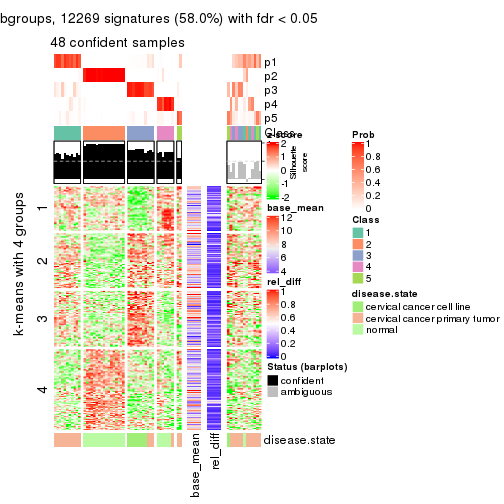 bgroups, 12269 signatures (58.0%) with fdr < 0.05
48 confident samples
p1
p2
p3
p4
p5
Class
Silhouette
score
k-means with 4 groups
1
2
3
4
base_mean
rel_diff
disease.state
z-score
2
1
0
-1
-2
base_mean
12
10
8
6
4
rel_diff
1
0.8
0.6
0.4
0.2
0
Status (barplots)
confident
ambiguous
Prob
1
0.8
0.6
0.4
0.2
0
Class
1
2
3
4
5
disease.state
cervical cancer cell line
cervical cancer primary tumor
normal